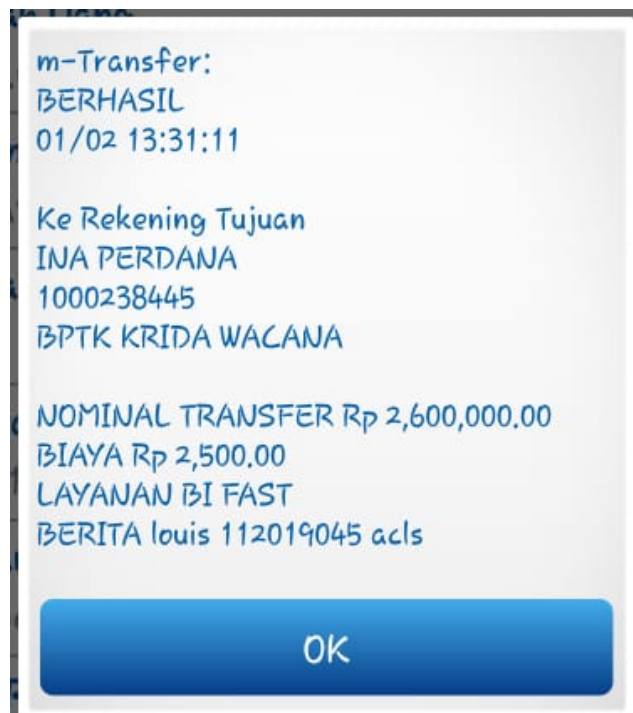 m-Transfer:
BERHASIL
01/02 13:31:11
Ke Rekening Tujuan
INA PERDANA
1000238445
BPTK KRIDA WACANA
NOMINAL TRANSFER Rp 2,600,000.00
BIAYA Rp 2,500.00
LAYANAN BI FAST
BERITA louis 112019045 acls
OK